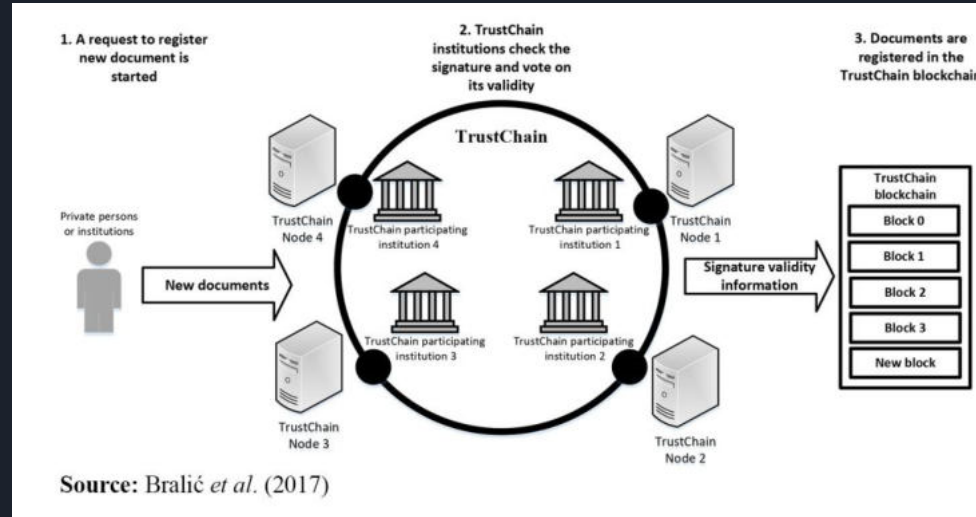 1. A request to register
new document is
started
2. TrustChain
institutions check the
signature and vote on
its validity
3. Documents are
registered in the
TrustChain blockchain
TrustChain
TrustChain
Node 4
TrustChain participating
institution 4
TrustChain participating
institution 1
TrustChain
Node 1
Private persons
or institutions
New documents
Signature validity
information
TrustChain participating
institution 3
TrustChain participating
institution 2
TrustChain
Node 3
TrustChain
Node 2
TrustChain
blockchain
Block 0
Block 1
Block 2
Block 3
New block
Source: Bralić et al. (2017)